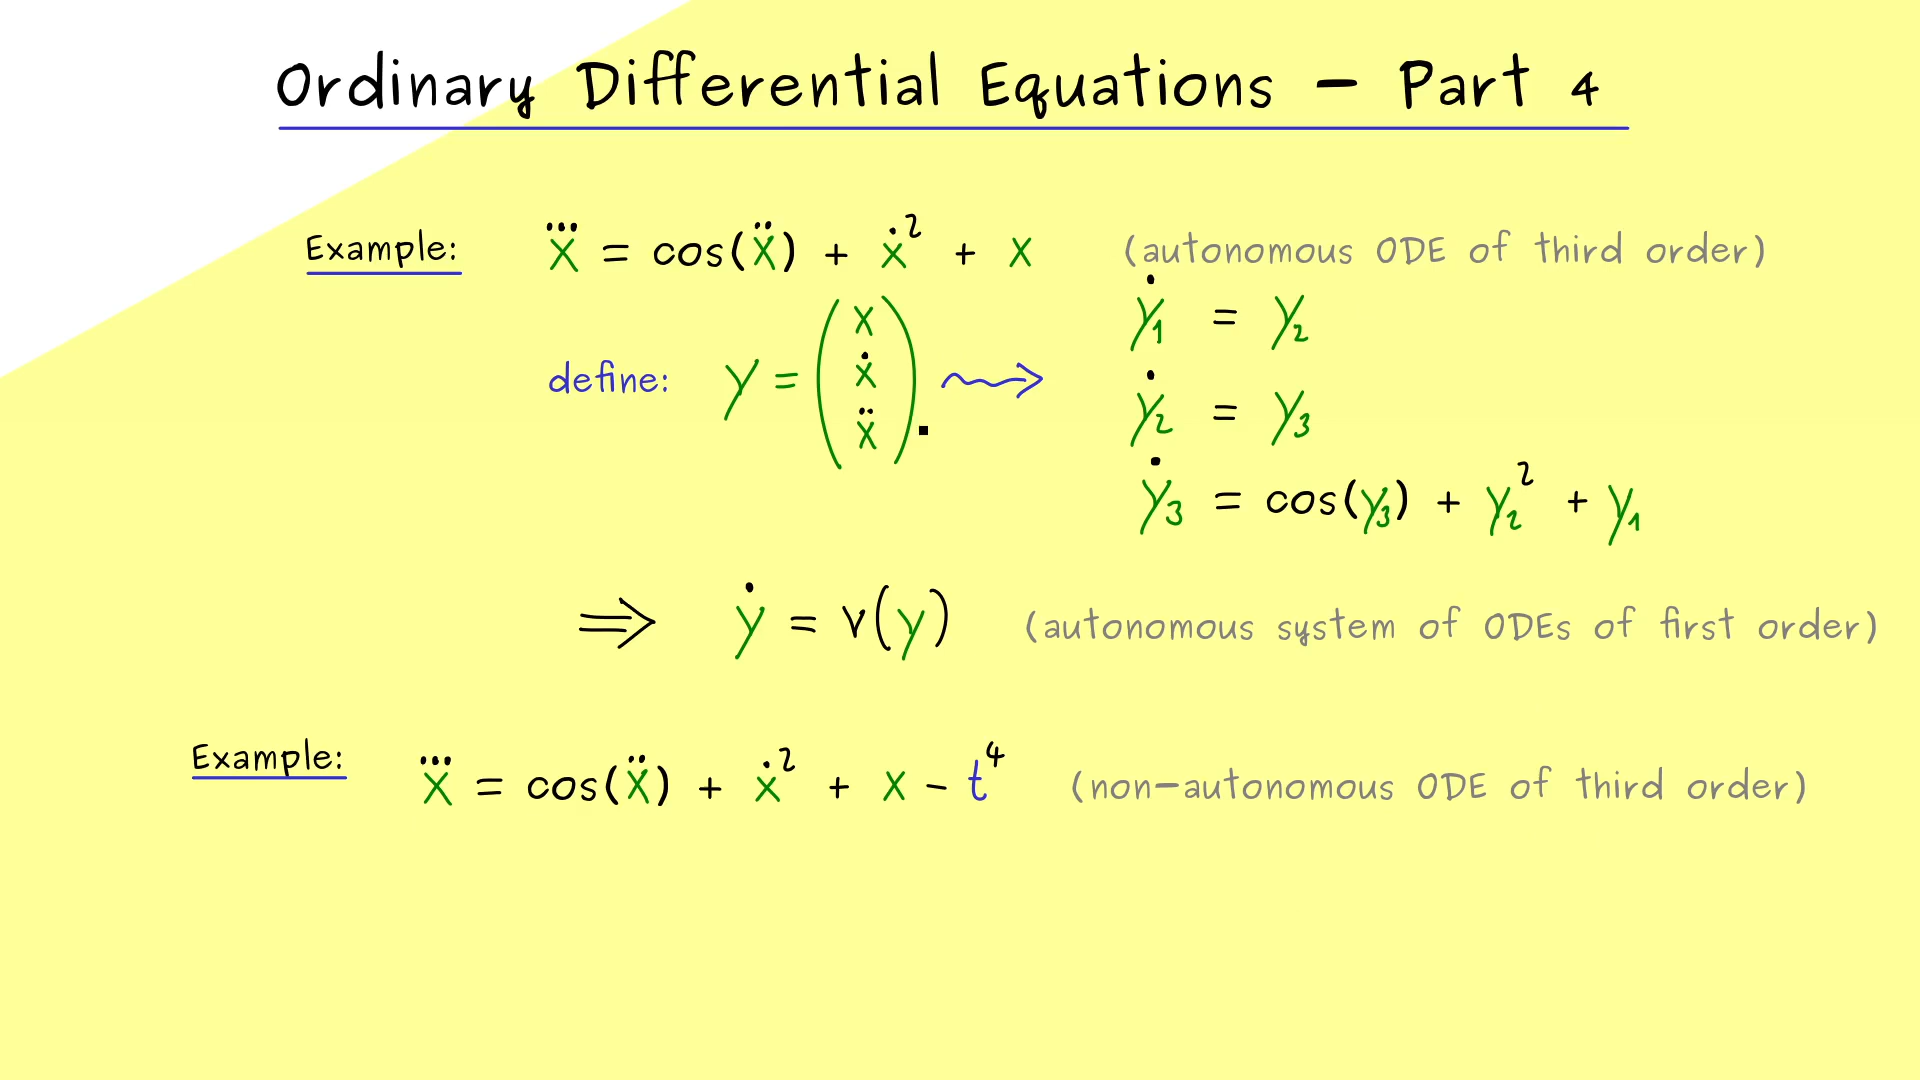 Ordinary Differential Equations – Part 4
Example: x⃛ = cos(ẍ) + ẋ² + x (autonomous ODE of third order)
define: y = (x ẋ ẍ) ⇝
ẏ₁ = y₂
ẏ₂ = y₃
ẏ₃ = cos(y₃) + y₂² + y₁
⟹ ẏ = v(y) (autonomous system of ODEs of first order)
Example: x⃛ = cos(ẍ) + ẋ² + x − t⁴ (non-autonomous ODE of third order)